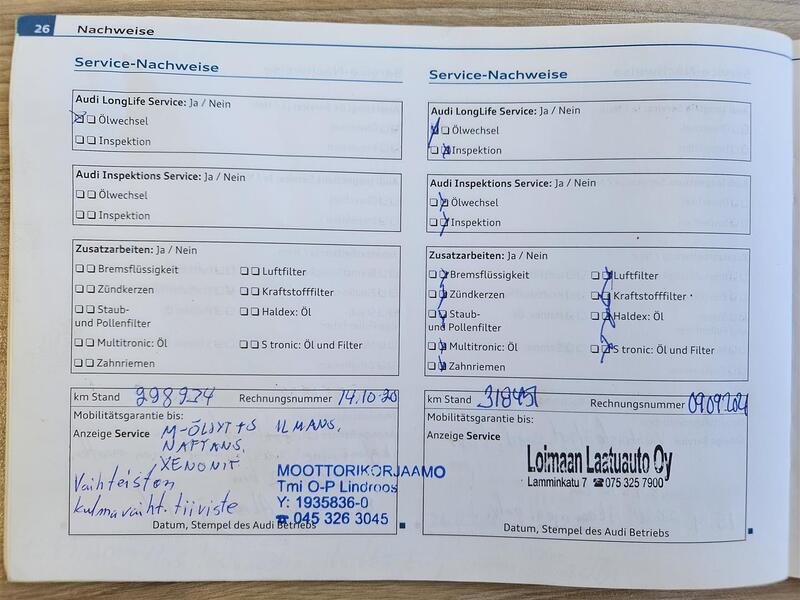 26 Nachweise
Service-Nachweise
Audi LongLife Service: Ja / Nein
Ölwechsel
Inspektion
Audi Inspektions Service: Ja / Nein
Ölwechsel
Inspektion
Zusatzarbeiten: Ja / Nein
Bremsflüssigkeit Luftfilter
Zündkerzen Kraftstofffilter
Staub- Haldex: Öl
und Pollenfilter
Multitronic: Öl S tronic: Öl und Filter
Zahnriemen
km Stand 298974 Rechnungsnummer 14.10.20
Mobilitätsgarantie bis:
Anzeige Service M-ÖLJYT+S ILMANS.
NAFTANS.
XENONIT
Vaihteiston
kulmavaiht. tiiviste
MOOTTORIKORJAAMO
Tmi O-P Lindroos
Y: 1935836-0
☎ 045 326 3045
Datum, Stempel des Audi Betriebs
Service-Nachweise
Audi LongLife Service: Ja / Nein
Ölwechsel
Inspektion
Audi Inspektions Service: Ja / Nein
Ölwechsel
Inspektion
Zusatzarbeiten: Ja / Nein
Bremsflüssigkeit Luftfilter
Zündkerzen Kraftstofffilter
Staub- Haldex: Öl
und Pollenfilter
Multitronic: Öl S tronic: Öl und Filter
Zahnriemen
km Stand Rechnungsnummer
Mobilitätsgarantie bis:
Anzeige Service
Loimaan Laatuauto Oy
Lamminkatu 7 ☎075 325 7900
Datum, Stempel des Audi Betriebs